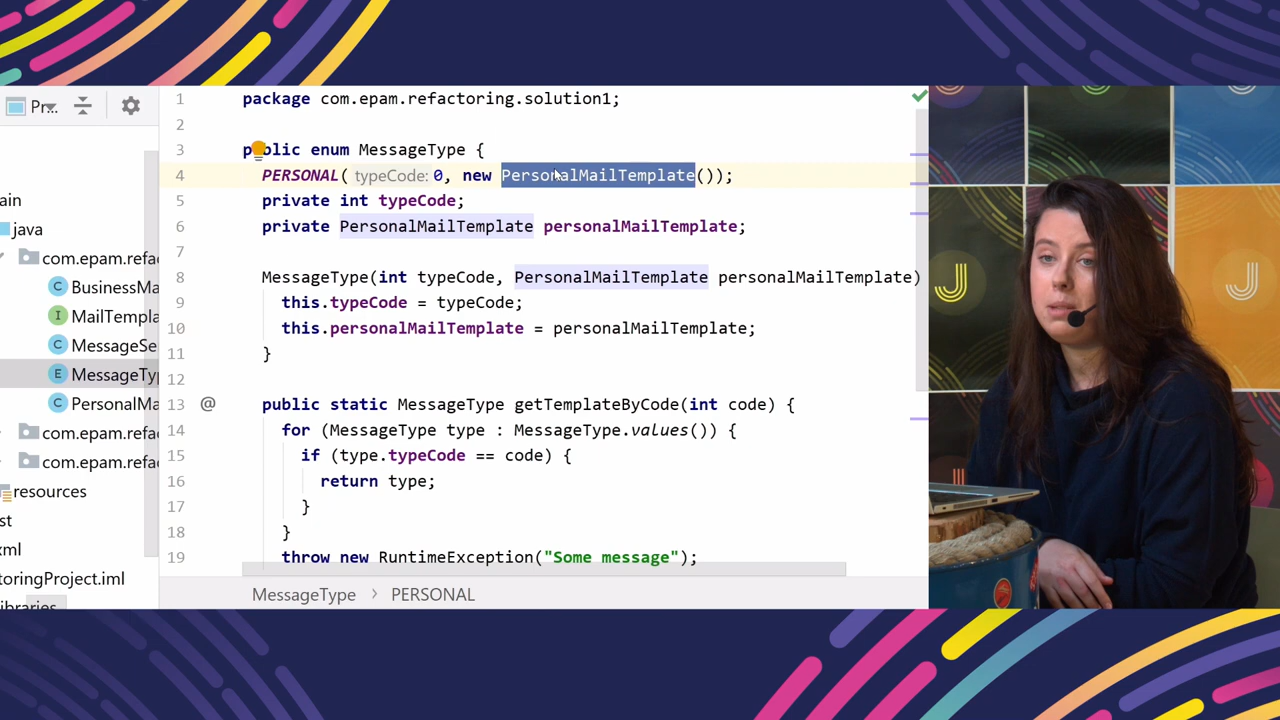 Pr...
ain
java
com.epam.refa
BusinessMa
MailTempla
MessageSe
MessageTy
PersonalMa
com.epam.refa
com.epam.refa
resources
st
xml
toringProject.iml
ibraries
1 package com.epam.refactoring.solution1;
2
3 public enum MessageType {
4 PERSONAL( typeCode: 0, new PersonalMailTemplate());
5 private int typeCode;
6 private PersonalMailTemplate personalMailTemplate;
7
8 MessageType(int typeCode, PersonalMailTemplate personalMailTemplate)
9 this.typeCode = typeCode;
10 this.personalMailTemplate = personalMailTemplate;
11 }
12
13 @ public static MessageType getTemplateByCode(int code) {
14 for (MessageType type : MessageType.values()) {
15 if (type.typeCode == code) {
16 return type;
17 }
18 }
19 throw new RuntimeException("Some message");
MessageType > PERSONAL